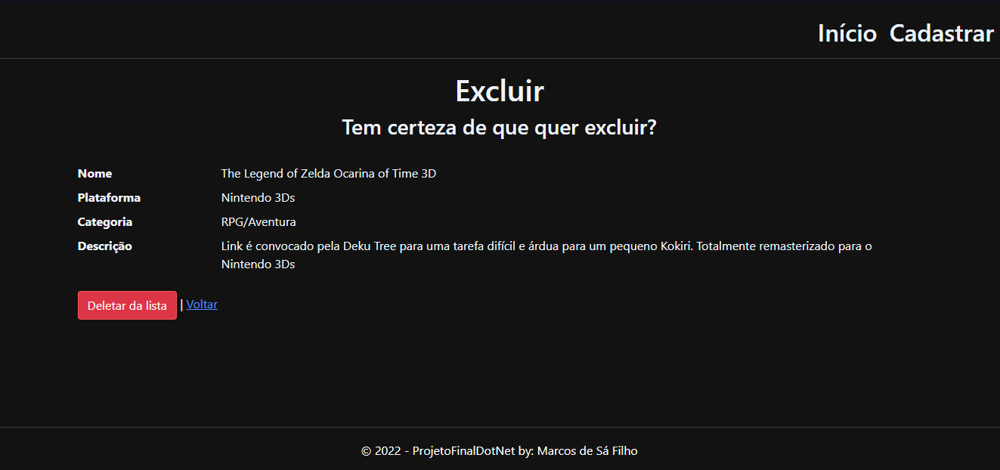 Início Cadastrar
Excluir
Tem certeza de que quer excluir?
Nome The Legend of Zelda Ocarina of Time 3D
Plataforma Nintendo 3Ds
Categoria RPG/Aventura
Descrição Link é convocado pela Deku Tree para uma tarefa difícil e árdua para um pequeno Kokiri. Totalmente remasterizado para o
Nintendo 3Ds
Deletar da lista | Voltar
© 2022 - ProjetoFinalDotNet by: Marcos de Sá Filho